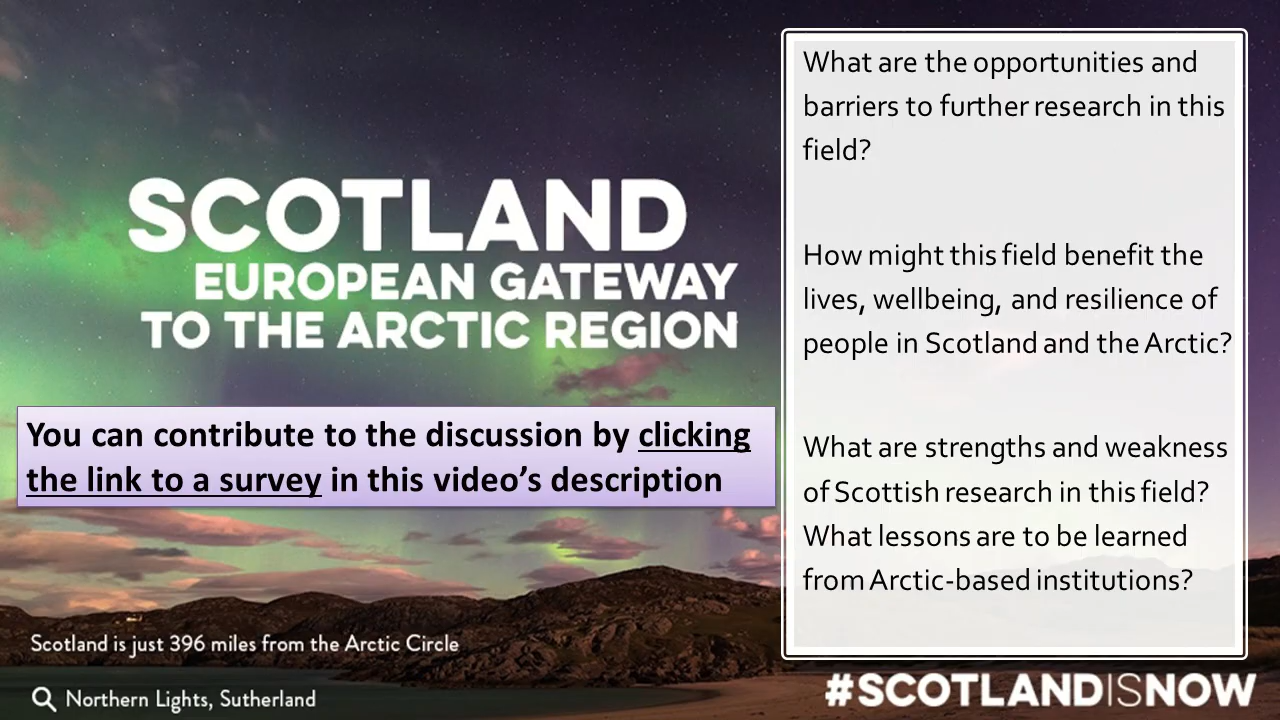 SCOTLAND
EUROPEAN GATEWAY
TO THE ARCTIC REGION
You can contribute to the discussion by clicking
the link to a survey in this video’s description
Scotland is just 396 miles from the Arctic Circle
Northern Lights, Sutherland
What are the opportunities and
barriers to further research in this
field?
How might this field benefit the
lives, wellbeing, and resilience of
people in Scotland and the Arctic?
What are strengths and weakness
of Scottish research in this field?
What lessons are to be learned
from Arctic-based institutions?
#SCOTLANDISNOW